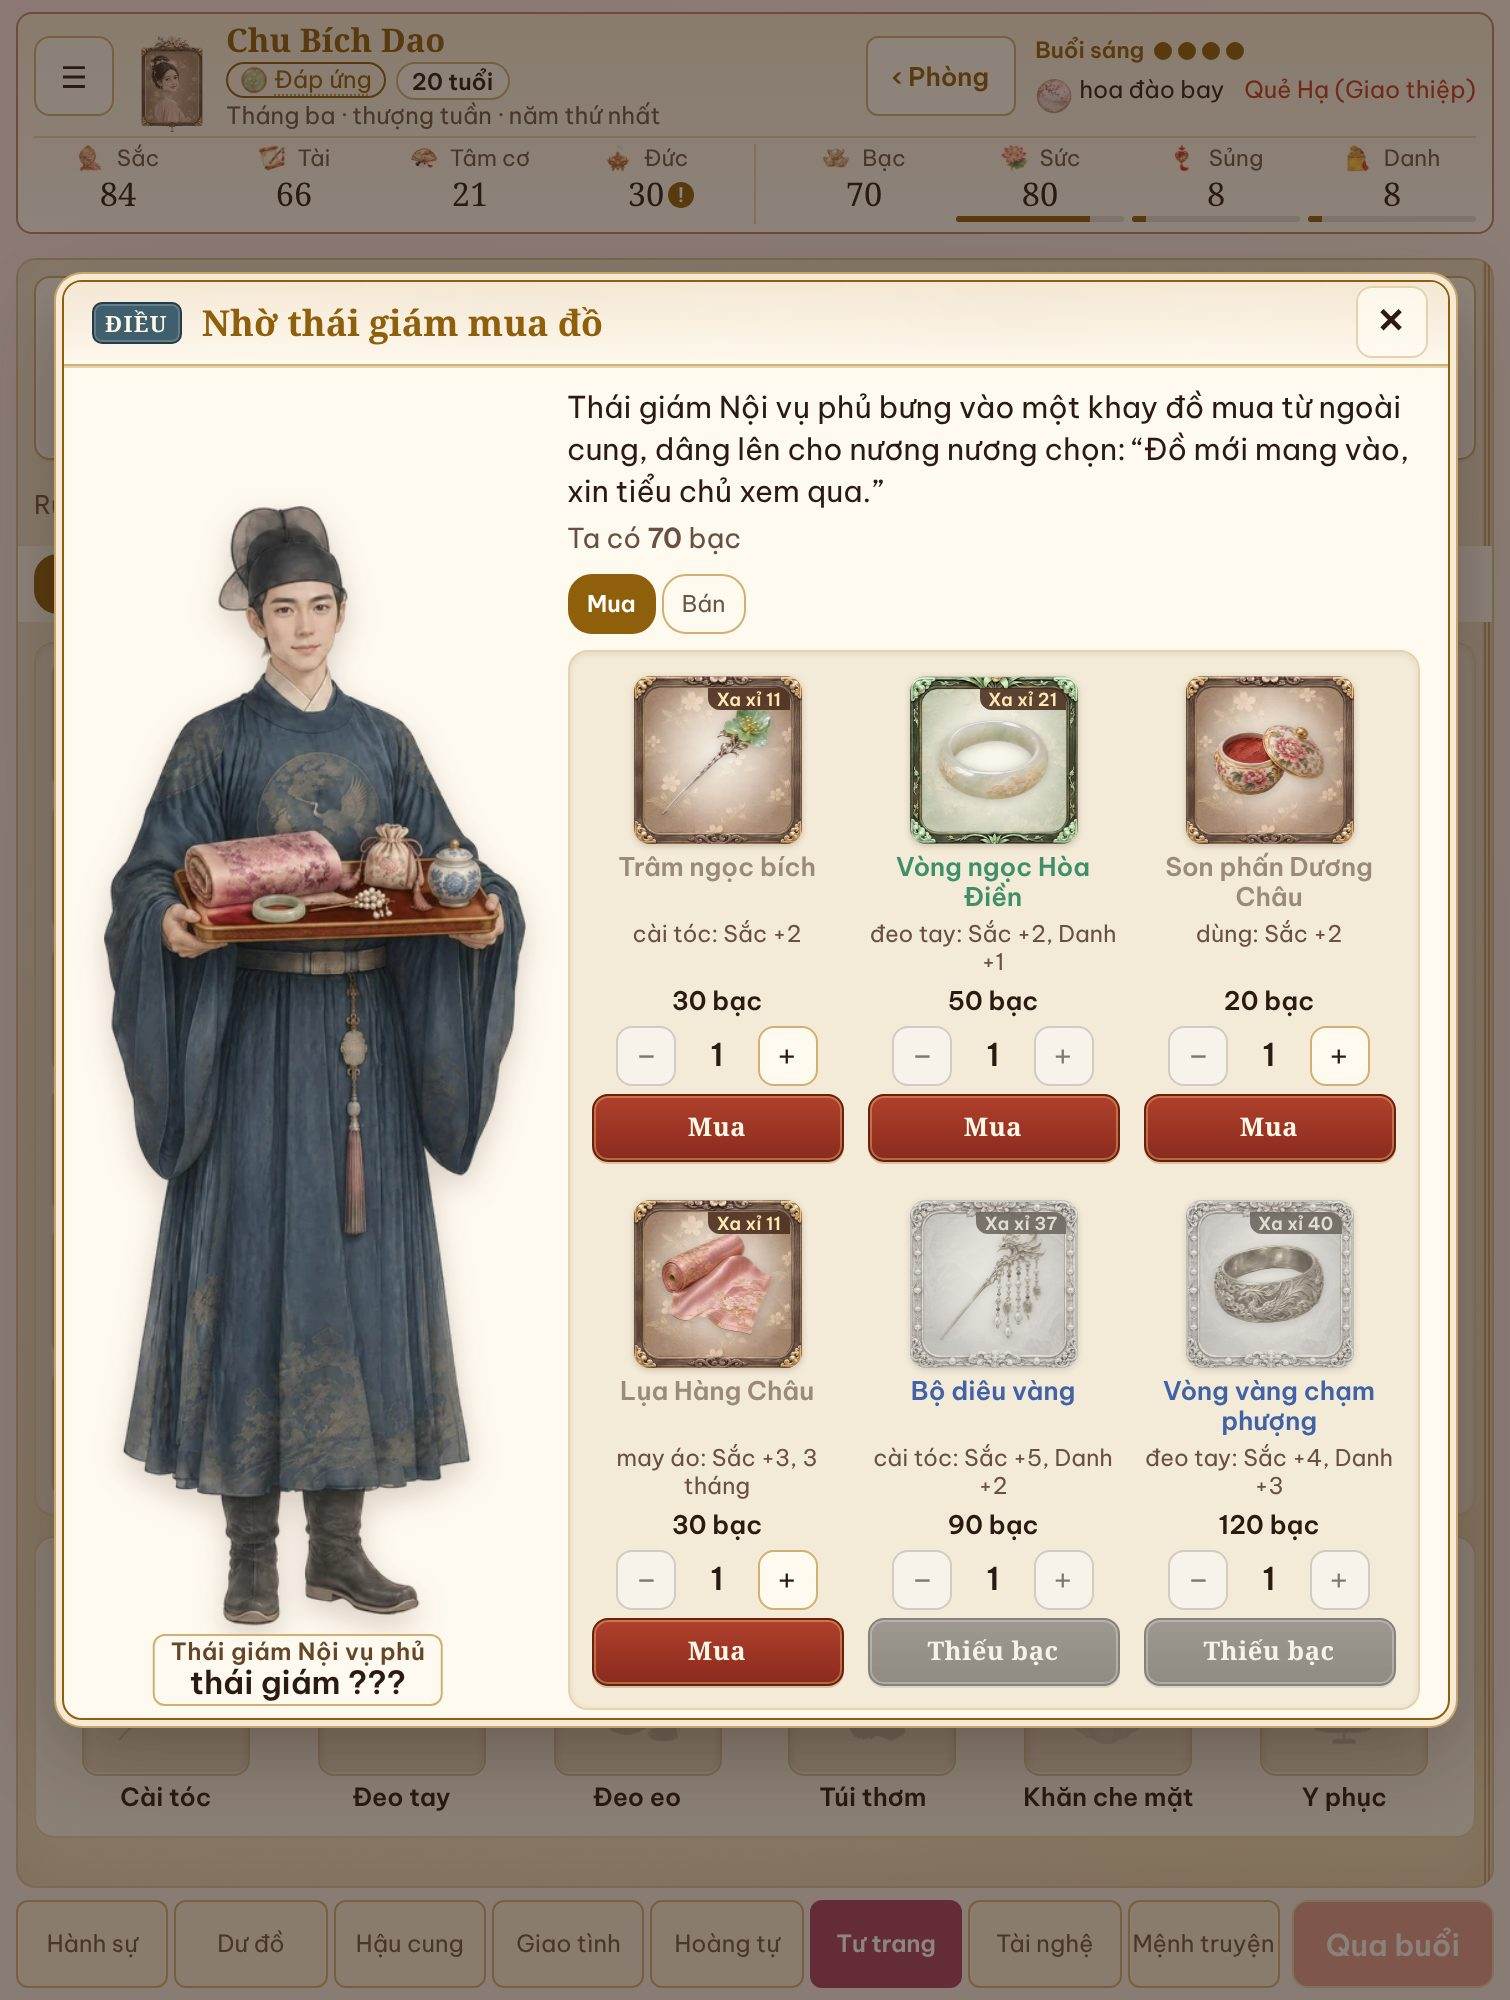 ☰
Chu Bích Dao
Đáp ứng
20 tuổi
Tháng ba · thượng tuần · năm thứ nhất
‹ Phòng
Buổi sáng
hoa đào bay
Quẻ Hạ (Giao thiệp)
Sắc
Tài
Tâm cơ
Đức
Bạc
Sức
Sủng
Danh
84
66
21
30 !
70
80
8
8
ĐIỀU
Nhờ thái giám mua đồ
✕
Thái giám Nội vụ phủ bưng vào một khay đồ mua từ ngoài
cung, dâng lên cho nương nương chọn: “Đồ mới mang vào,
xin tiểu chủ xem qua.”
Ta có 70 bạc
Mua
Bán
Xa xỉ 11
Trâm ngọc bích
cài tóc: Sắc +2
30 bạc
− 1 +
Mua
Xa xỉ 21
Vòng ngọc Hòa
Điền
đeo tay: Sắc +2, Danh
+1
50 bạc
− 1 +
Mua
Son phấn Dương
Châu
dùng: Sắc +2
20 bạc
− 1 +
Mua
Xa xỉ 11
Lụa Hàng Châu
may áo: Sắc +3, 3
tháng
30 bạc
− 1 +
Mua
Xa xỉ 37
Bộ diêu vàng
cài tóc: Sắc +5, Danh
+2
90 bạc
− 1 +
Thiếu bạc
Xa xỉ 40
Vòng vàng chạm
phượng
đeo tay: Sắc +4, Danh
+3
120 bạc
− 1 +
Thiếu bạc
Thái giám Nội vụ phủ
thái giám ???
Cài tóc
Đeo tay
Đeo eo
Túi thơm
Khăn che mặt
Y phục
Hành sự
Dư đồ
Hậu cung
Giao tình
Hoàng tự
Tư trang
Tài nghệ
Mệnh truyện
Qua buổi